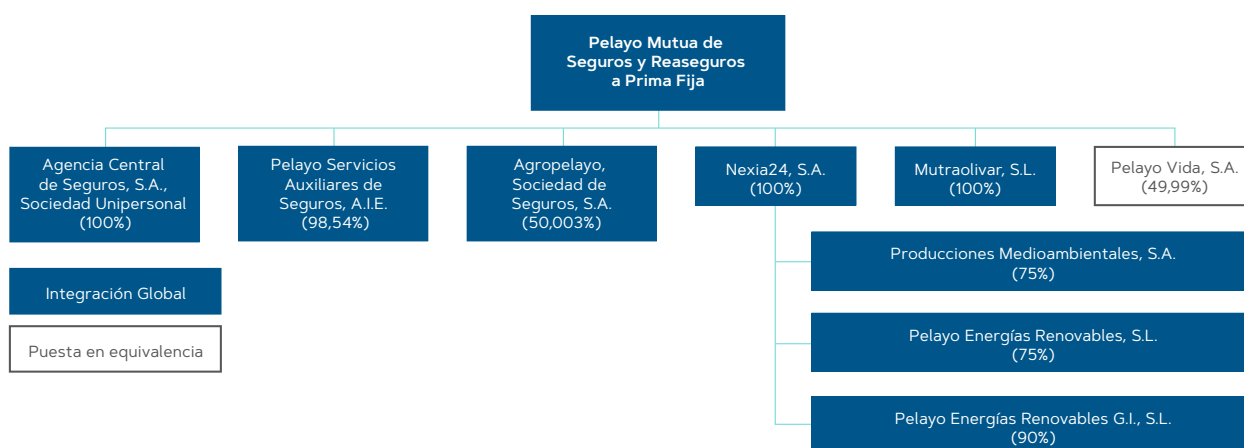 Pelayo Mutua de
Seguros y Reaseguros
a Prima Fija
Agencia Central
de Seguros, S.A.,
Sociedad Unipersonal
(100%)
Pelayo Servicios
Auxiliares de
Seguros, A.I.E.
(98,54%)
Agropelayo,
Sociedad de
Seguros, S.A.
(50,003%)
Nexia24, S.A.
(100%)
Mutraolivar, S.L.
(100%)
Pelayo Vida, S.A.
(49,99%)
Producciones Medioambientales, S.A.
(75%)
Pelayo Energías Renovables, S.L.
(75%)
Pelayo Energías Renovables G.I., S.L.
(90%)
Integración Global
Puesta en equivalencia